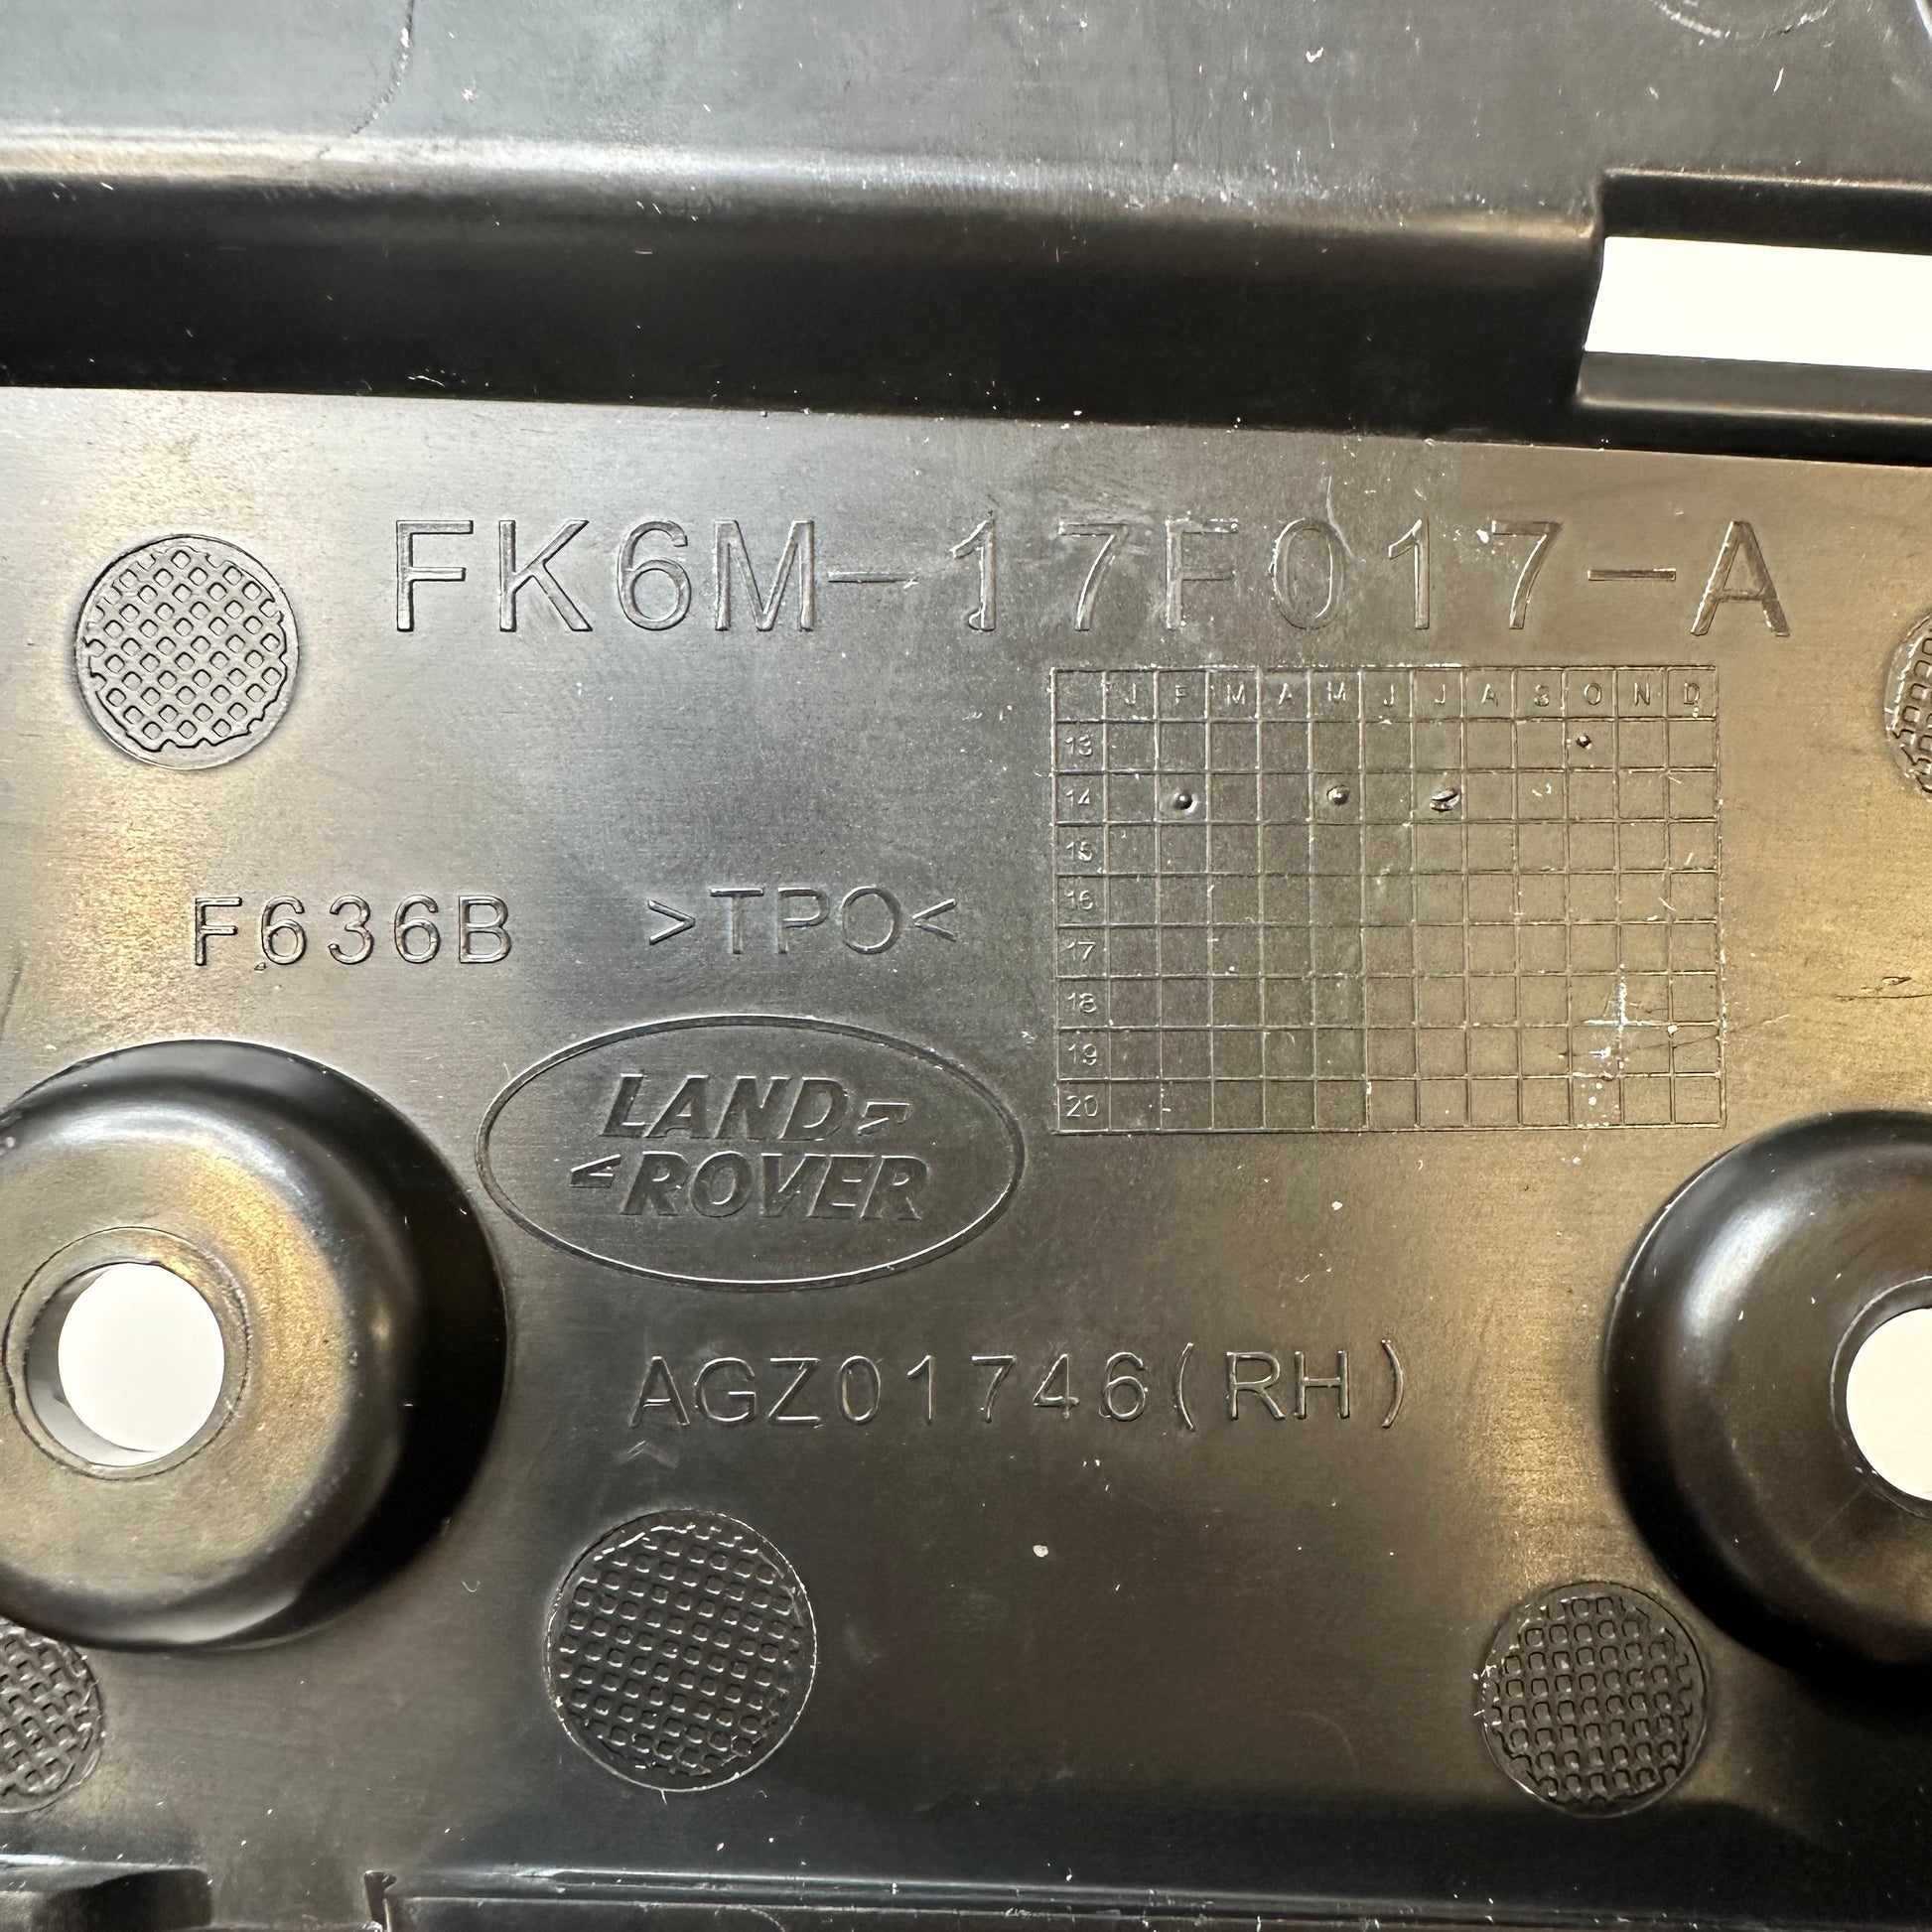 FK6M-17F017-A
J F M A M J J A S O N D
13
14
15
16
17
18
19
20
F636B >TPO<
LAND
ROVER
AGZ01746(RH)